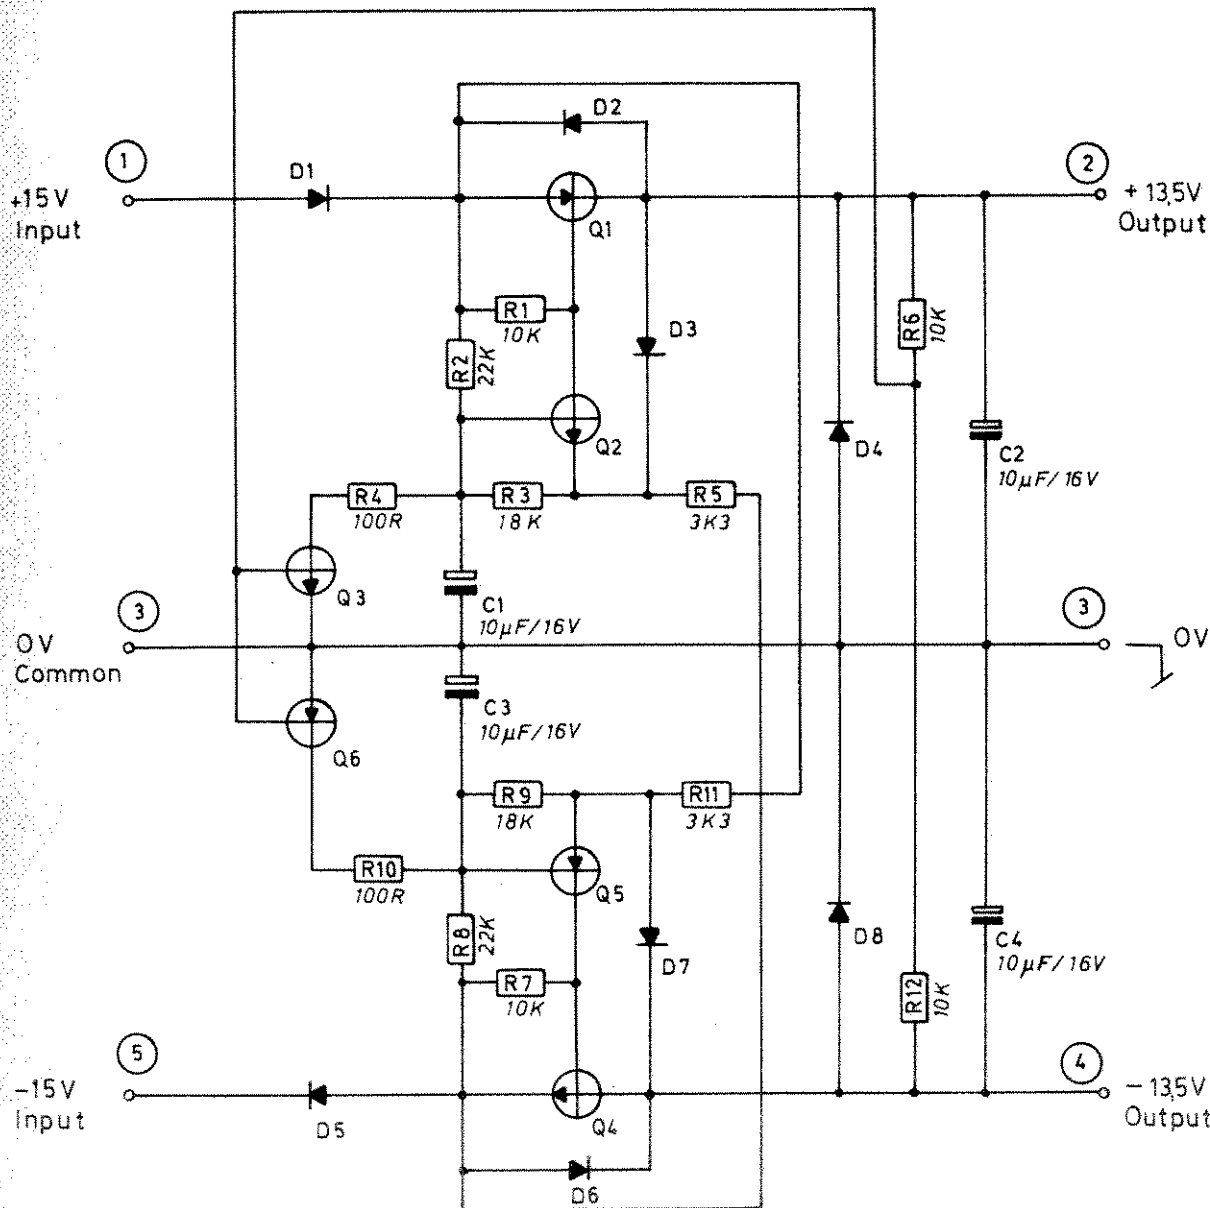 D2
1
D1
2
+15V
Input
Q1
+13,5V
Output
R1
10K
D3
R6
10K
R2
22K
Q2
D4
C2
10µF/16V
R4
100R
R3
18K
R5
3K3
Q3
C1
10µF/16V
3
3
0V
Common
0V
C3
10µF/16V
Q6
R9
18K
R11
3K3
R10
100R
Q5
R8
22K
D8
C4
10µF/16V
D7
R7
10K
R12
10K
5
4
-15V
Input
D5
Q4
-13,5V
Output
D6